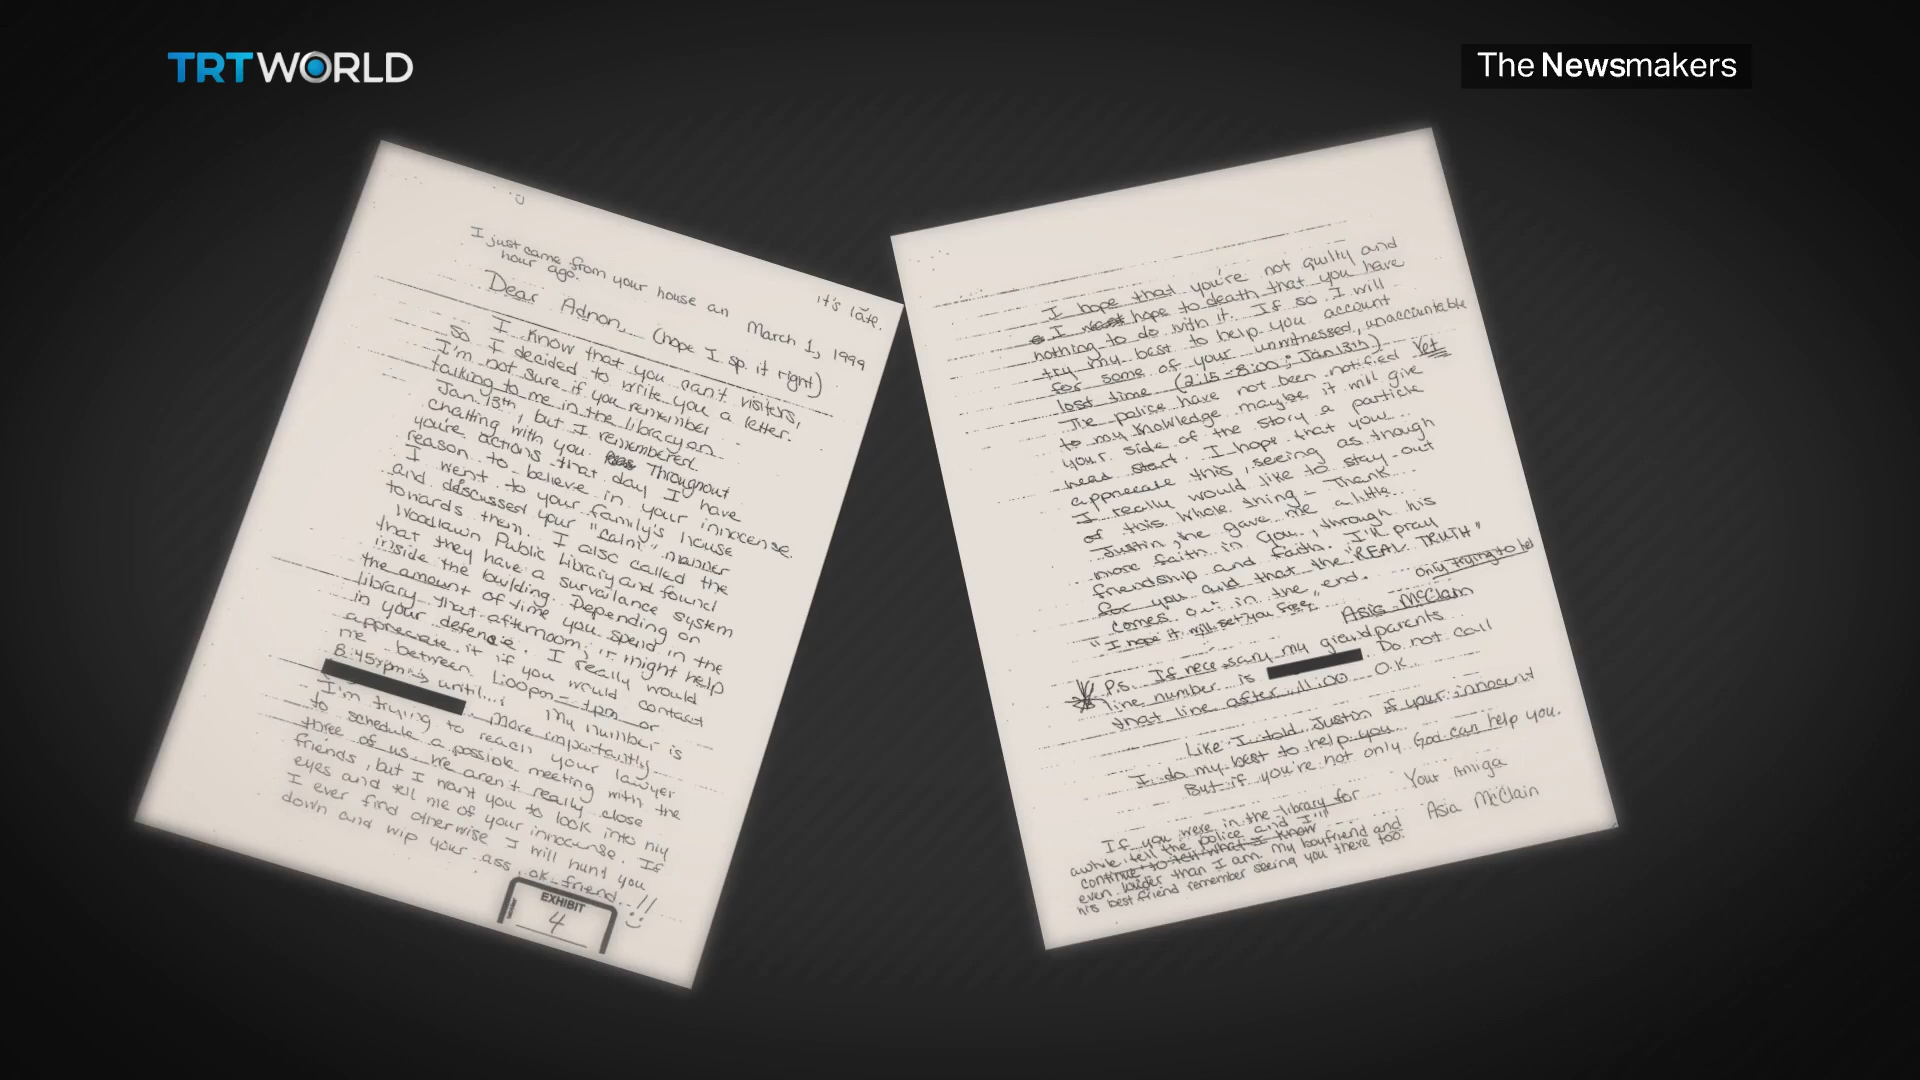 TRT WORLD
The Newsmakers
it's late.
I just came from your house an
hour ago.
March 1, 1999
Dear Adnon, (hope I sp. it right)
I know that you can't visitors,
so I decided to write you a letter.
I'm not sure if you remember
talking to me in the library on
Jan. 13th, but I remembered
chatting with you. Throughout
you're actions that day I have
reason to believe in your innocense.
I went to your family's house
and discussed your "calm" manner
towards them. I also called the
Woodlawn Public Library and found
that they have a survailance system
inside the building. Depending on
the amount of time you spend in the
library that afternoon, it might help
in your defence. I really would
appreciate it if you would contact
me between 1:00pm - 4pm or
8:45pm → until... My number is
. More importantly
I'm trying to reach your lawyer
to schedule a possible meeting with the
three of us. We aren't really close
friends, but I want you to look into my
eyes and tell me of your innocense. If
I ever find otherwise I will hunt you
down and wip your ass, ok friend.!!
EXHIBIT
4
I hope that you're not guilty and
I want hope to death that you have
nothing to do with it. If so I will
try my best to help you account
for some of your unwitnessed, unaccountable
lost time (2:15 - 8:00; Jan 13th)
The police have not been notified Yet
to my knowledge maybe it will give
your side of the story a particle
head start. I hope that you
appreciate this, seeing as though
I really would like to stay out
of this whole thing - Thank
Justin, he gave me a little
more faith in you, through his
friendship and faith. I'll pray
for you and that the "REAL TRUTH"
comes out in the end.
"I hope it will set you free"
only trying to hel
Asia McClain
P.S. If necessary my grandparents
line number is . Do not call
that line after 11:00 O.K.
Like I told Justin if your innocent
I do my best to help you.
But if you're not only God can help you.
Your Amiga
Asia McClain
If you were in the library for
awhile tell the police and I'll
continue to tell what I know
even louder than I am. My boyfriend and
his best friend remember seeing you there too.